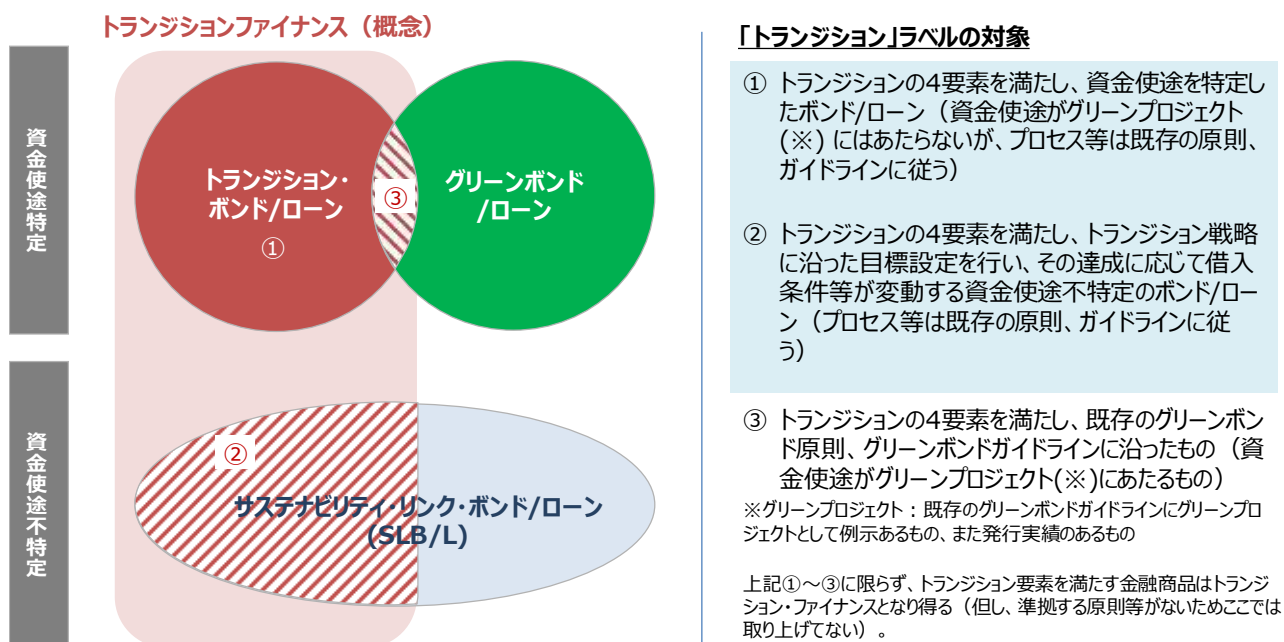 トランジションファイナンス（概念）
資金使途特定
トランジション・
ボンド/ローン
①
③
グリーンボンド
/ローン
資金使途不特定
②
サステナビリティ・リンク・ボンド/ローン
(SLB/L)
「トランジション」ラベルの対象
① トランジションの４要素を満たし、資金使途を特定し
たボンド/ローン（資金使途がグリーンプロジェクト
(※) にはあたらないが、プロセス等は既存の原則、
ガイドラインに従う）
② トランジションの4要素を満たし、トランジション戦略
に沿った目標設定を行い、その達成に応じて借入
条件等が変動する資金使途不特定のボンド/ロー
ン（プロセス等は既存の原則、ガイドラインに従
う）
③ トランジションの４要素を満たし、既存のグリーンボン
ド原則、グリーンボンドガイドラインに沿ったもの（資
金使途がグリーンプロジェクト(※)にあたるもの）
※グリーンプロジェクト：既存のグリーンボンドガイドラインにグリーンプロ
ジェクトとして例示あるもの、また発行実績のあるもの
上記①～③に限らず、トランジション要素を満たす金融商品はトランジ
ション・ファイナンスとなり得る（但し、準拠する原則等がないためここでは
取り上げてない）。